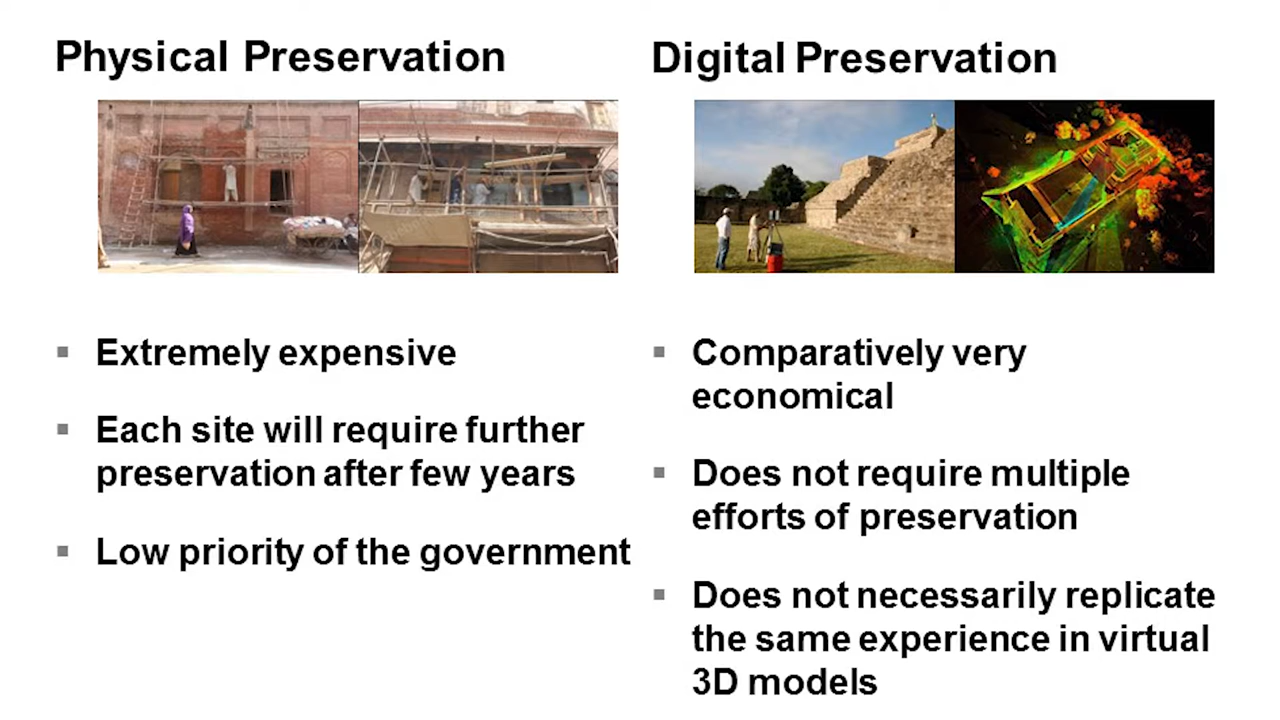 Physical Preservation
Extremely expensive
Each site will require further
preservation after few years
Low priority of the government
Digital Preservation
Comparatively very
economical
Does not require multiple
efforts of preservation
Does not necessarily replicate
the same experience in virtual
3D models